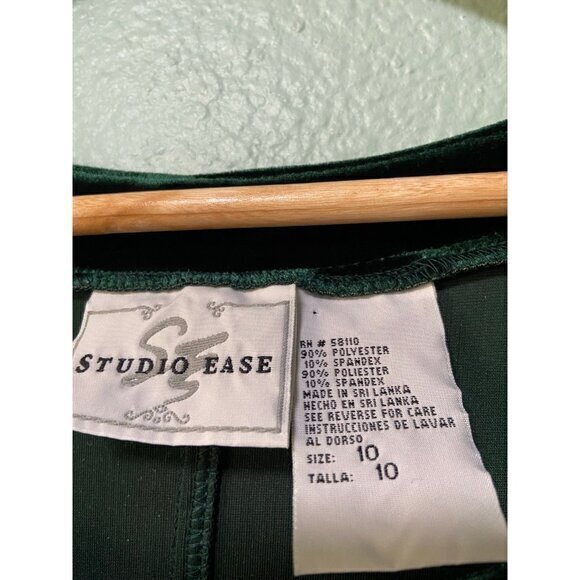 SE
STUDIO EASE
RN # 58110
90% POLYESTER
10% SPANDEX
90% POLIESTER
10% SPANDEX
MADE IN SRI LANKA
HECHO EN SRI LANKA
SEE REVERSE FOR CARE
INSTRUCCIONES DE LAVAR
AL DORSO
SIZE: 10
TALLA: 10